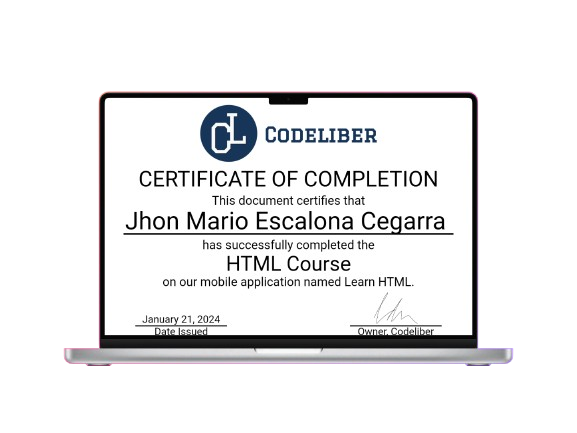 CL CODELIBER
CERTIFICATE OF COMPLETION
This document certifies that
Jhon Mario Escalona Cegarra
has successfully completed the
HTML Course
on our mobile application named Learn HTML.
January 21, 2024
Date Issued
Owner, Codeliber